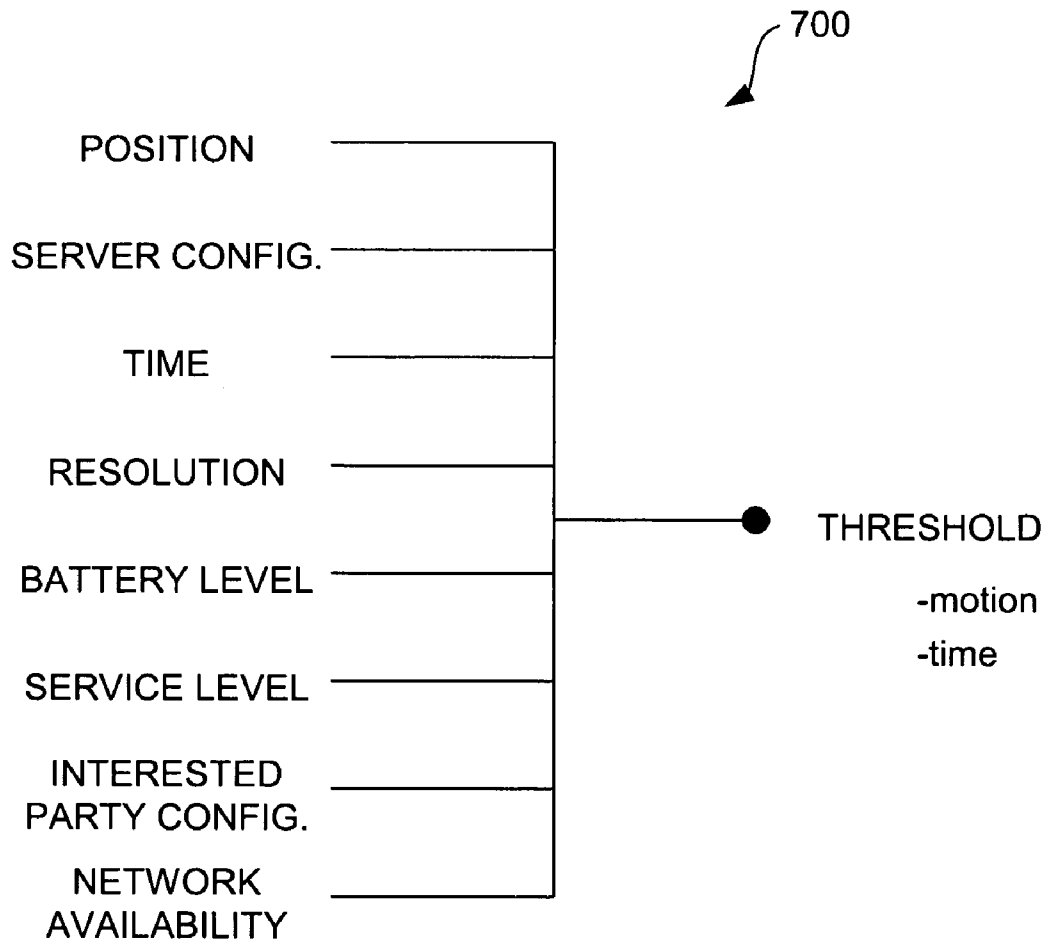 700
POSITION
SERVER CONFIG.
TIME
RESOLUTION
BATTERY LEVEL
SERVICE LEVEL
INTERESTED
PARTY CONFIG.
NETWORK
AVAILABILITY
THRESHOLD
-motion
-time